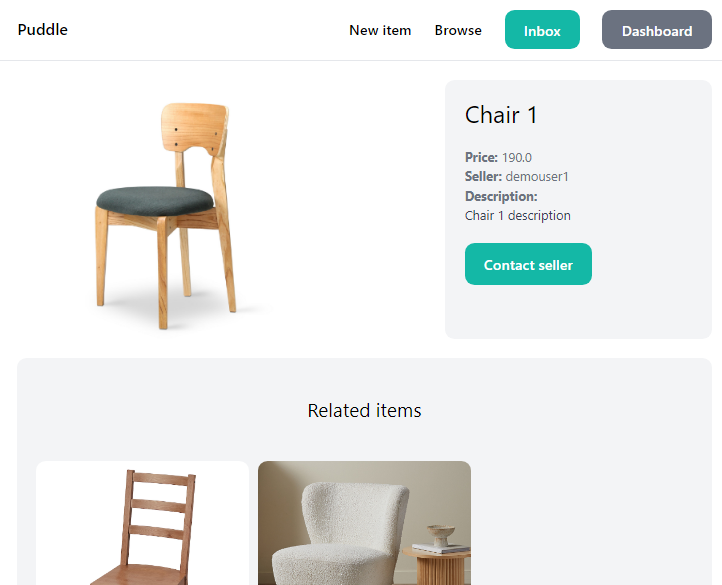 Puddle
New item
Browse
Inbox
Dashboard
Chair 1
Price: 190.0
Seller: demouser1
Description:
Chair 1 description
Contact seller
Related items